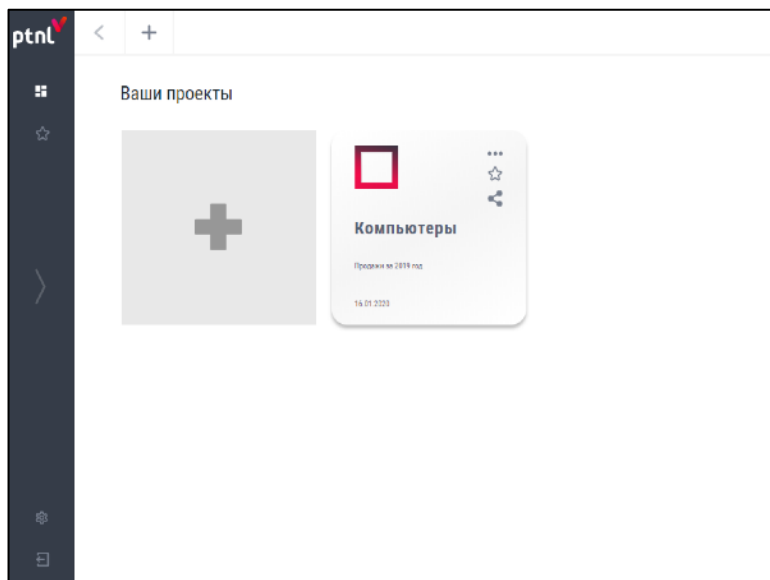 ptnl
Ваши проекты
Компьютеры
Продажи за 2019 год
16.01.2020